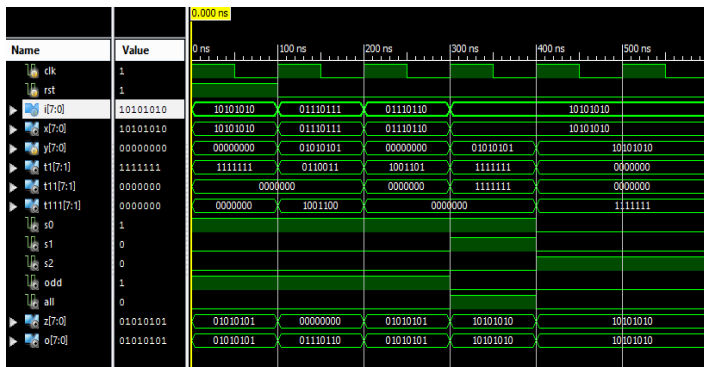 0.000 ns
Name Value 0 ns 100 ns 200 ns 300 ns 400 ns 500 ns
clk 1
rst 1
i[7:0] 10101010 10101010 01110111 01110110 10101010
x[7:0] 10101010 10101010 01110111 01110110 10101010
y[7:0] 00000000 00000000 01010101 00000000 01010101 10101010
t1[7:1] 1111111 1111111 0110011 1001101 1111111 0000000
t11[7:1] 0000000 0000000 0000000 1111111 0000000
t111[7:1] 0000000 0000000 1001100 0000000 1111111
s0 1
s1 0
s2 0
odd 1
all 0
z[7:0] 01010101 01010101 00000000 01010101 10101010 10101010
o[7:0] 01010101 01010101 01110110 01010101 10101010 10101010